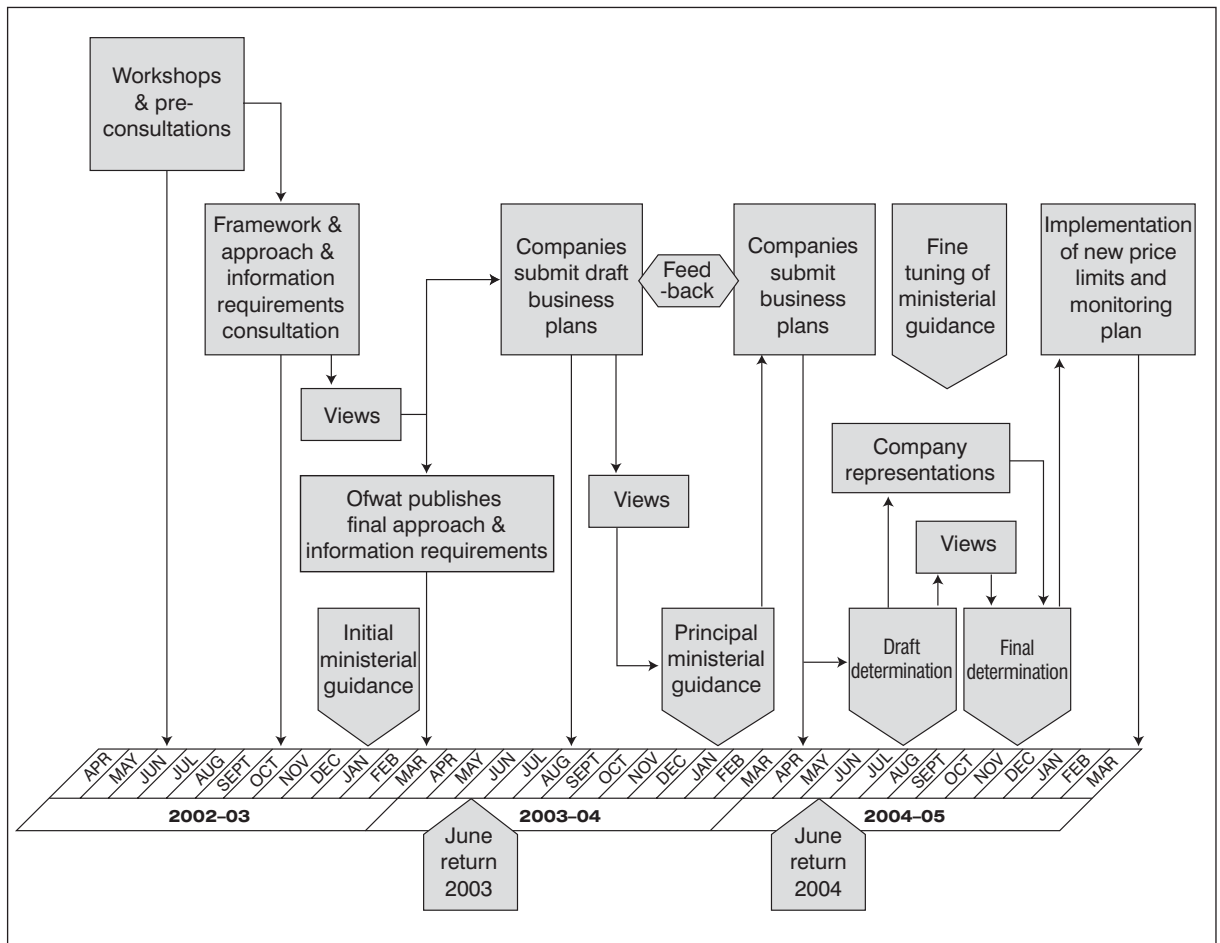 Workshops
& pre-
consultations
Framework &
approach &
information
requirements
consultation
Views
Ofwat publishes
final approach &
information requirements
Initial
ministerial
guidance
Companies
submit draft
business
plans
Feed
-back
Companies
submit
business
plans
Fine
tuning of
ministerial
guidance
Implementation
of new price
limits and
monitoring
plan
Views
Principal
ministerial
guidance
Company
representations
Views
Draft
determination
Final
determination
APR MAY JUN JUL AUG SEPT OCT NOV DEC JAN FEB MAR APR MAY JUN JUL AUG SEPT OCT NOV DEC JAN FEB MAR APR MAY JUN JUL AUG SEPT OCT NOV DEC JAN FEB MAR
2002–03 2003–04 2004–05
June
return
2003
June
return
2004